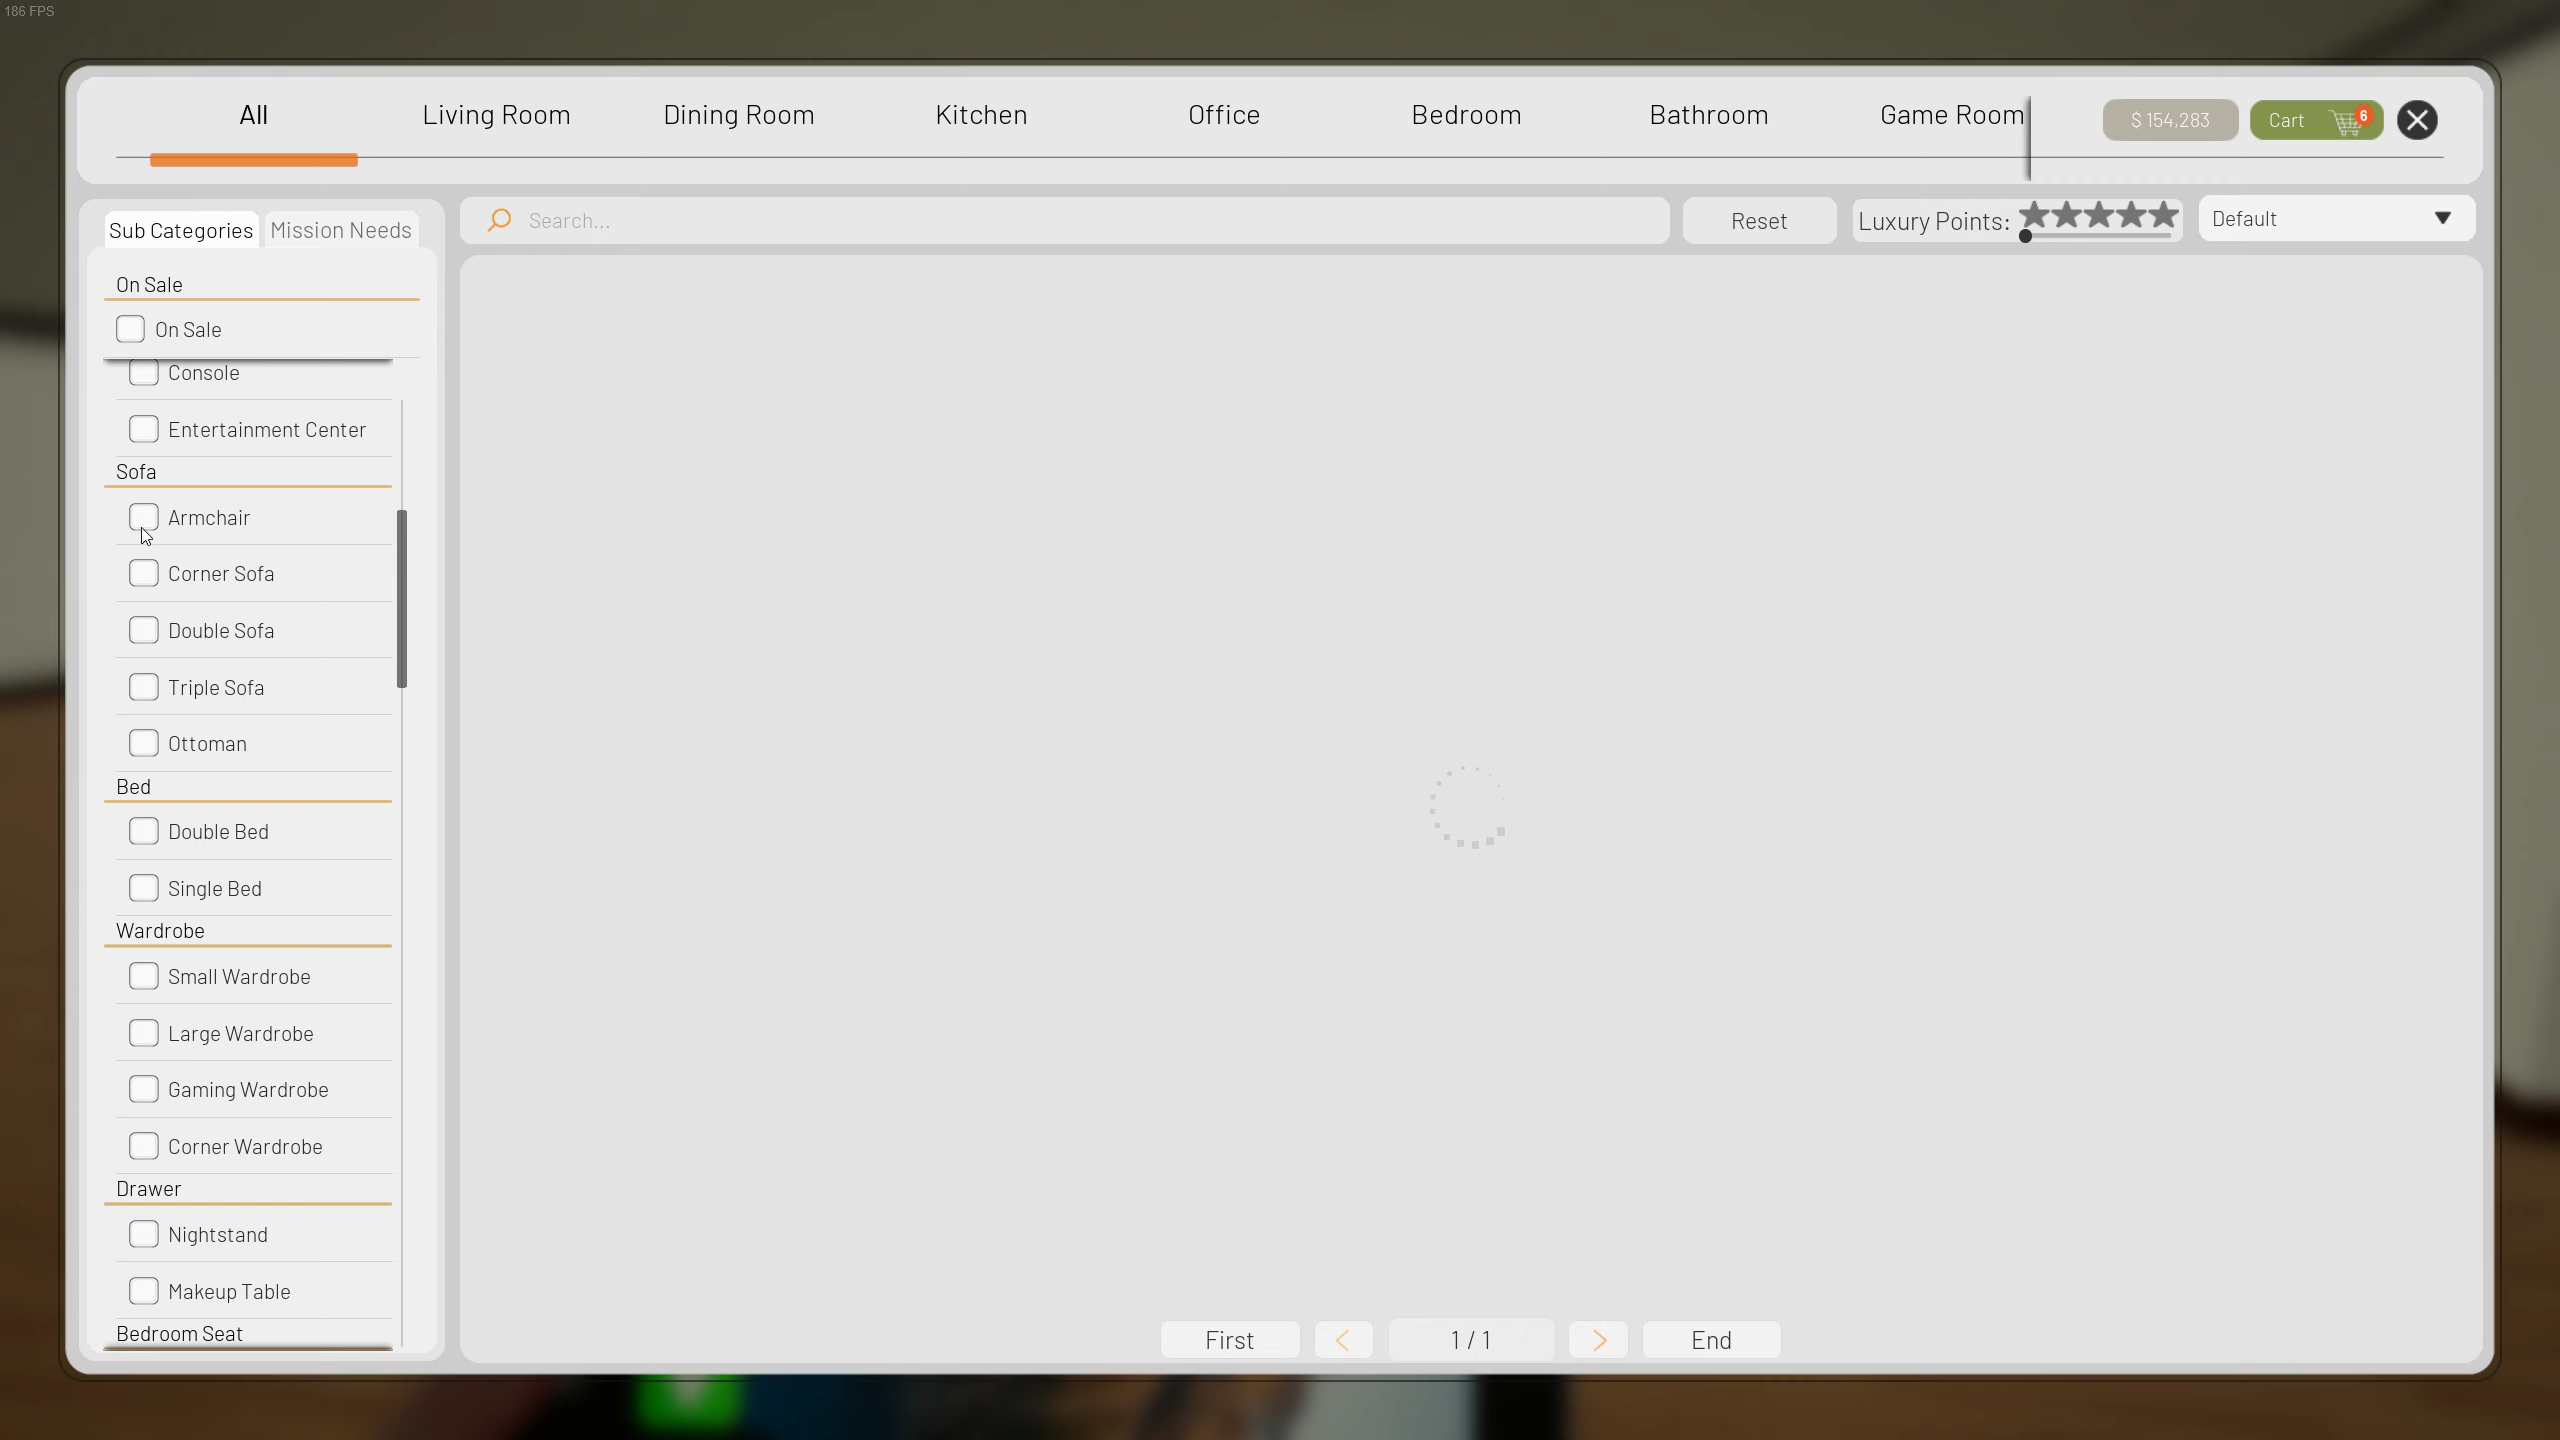 186 FPS
All
Living Room
Dining Room
Kitchen
Office
Bedroom
Bathroom
Game Room
$ 154,283
Cart
6
Sub Categories
Mission Needs
Search...
Reset
Luxury Points:
Default
On Sale
On Sale
Console
Entertainment Center
Sofa
Armchair
Corner Sofa
Double Sofa
Triple Sofa
Ottoman
Bed
Double Bed
Single Bed
Wardrobe
Small Wardrobe
Large Wardrobe
Gaming Wardrobe
Corner Wardrobe
Drawer
Nightstand
Makeup Table
Bedroom Seat
First
1 / 1
End